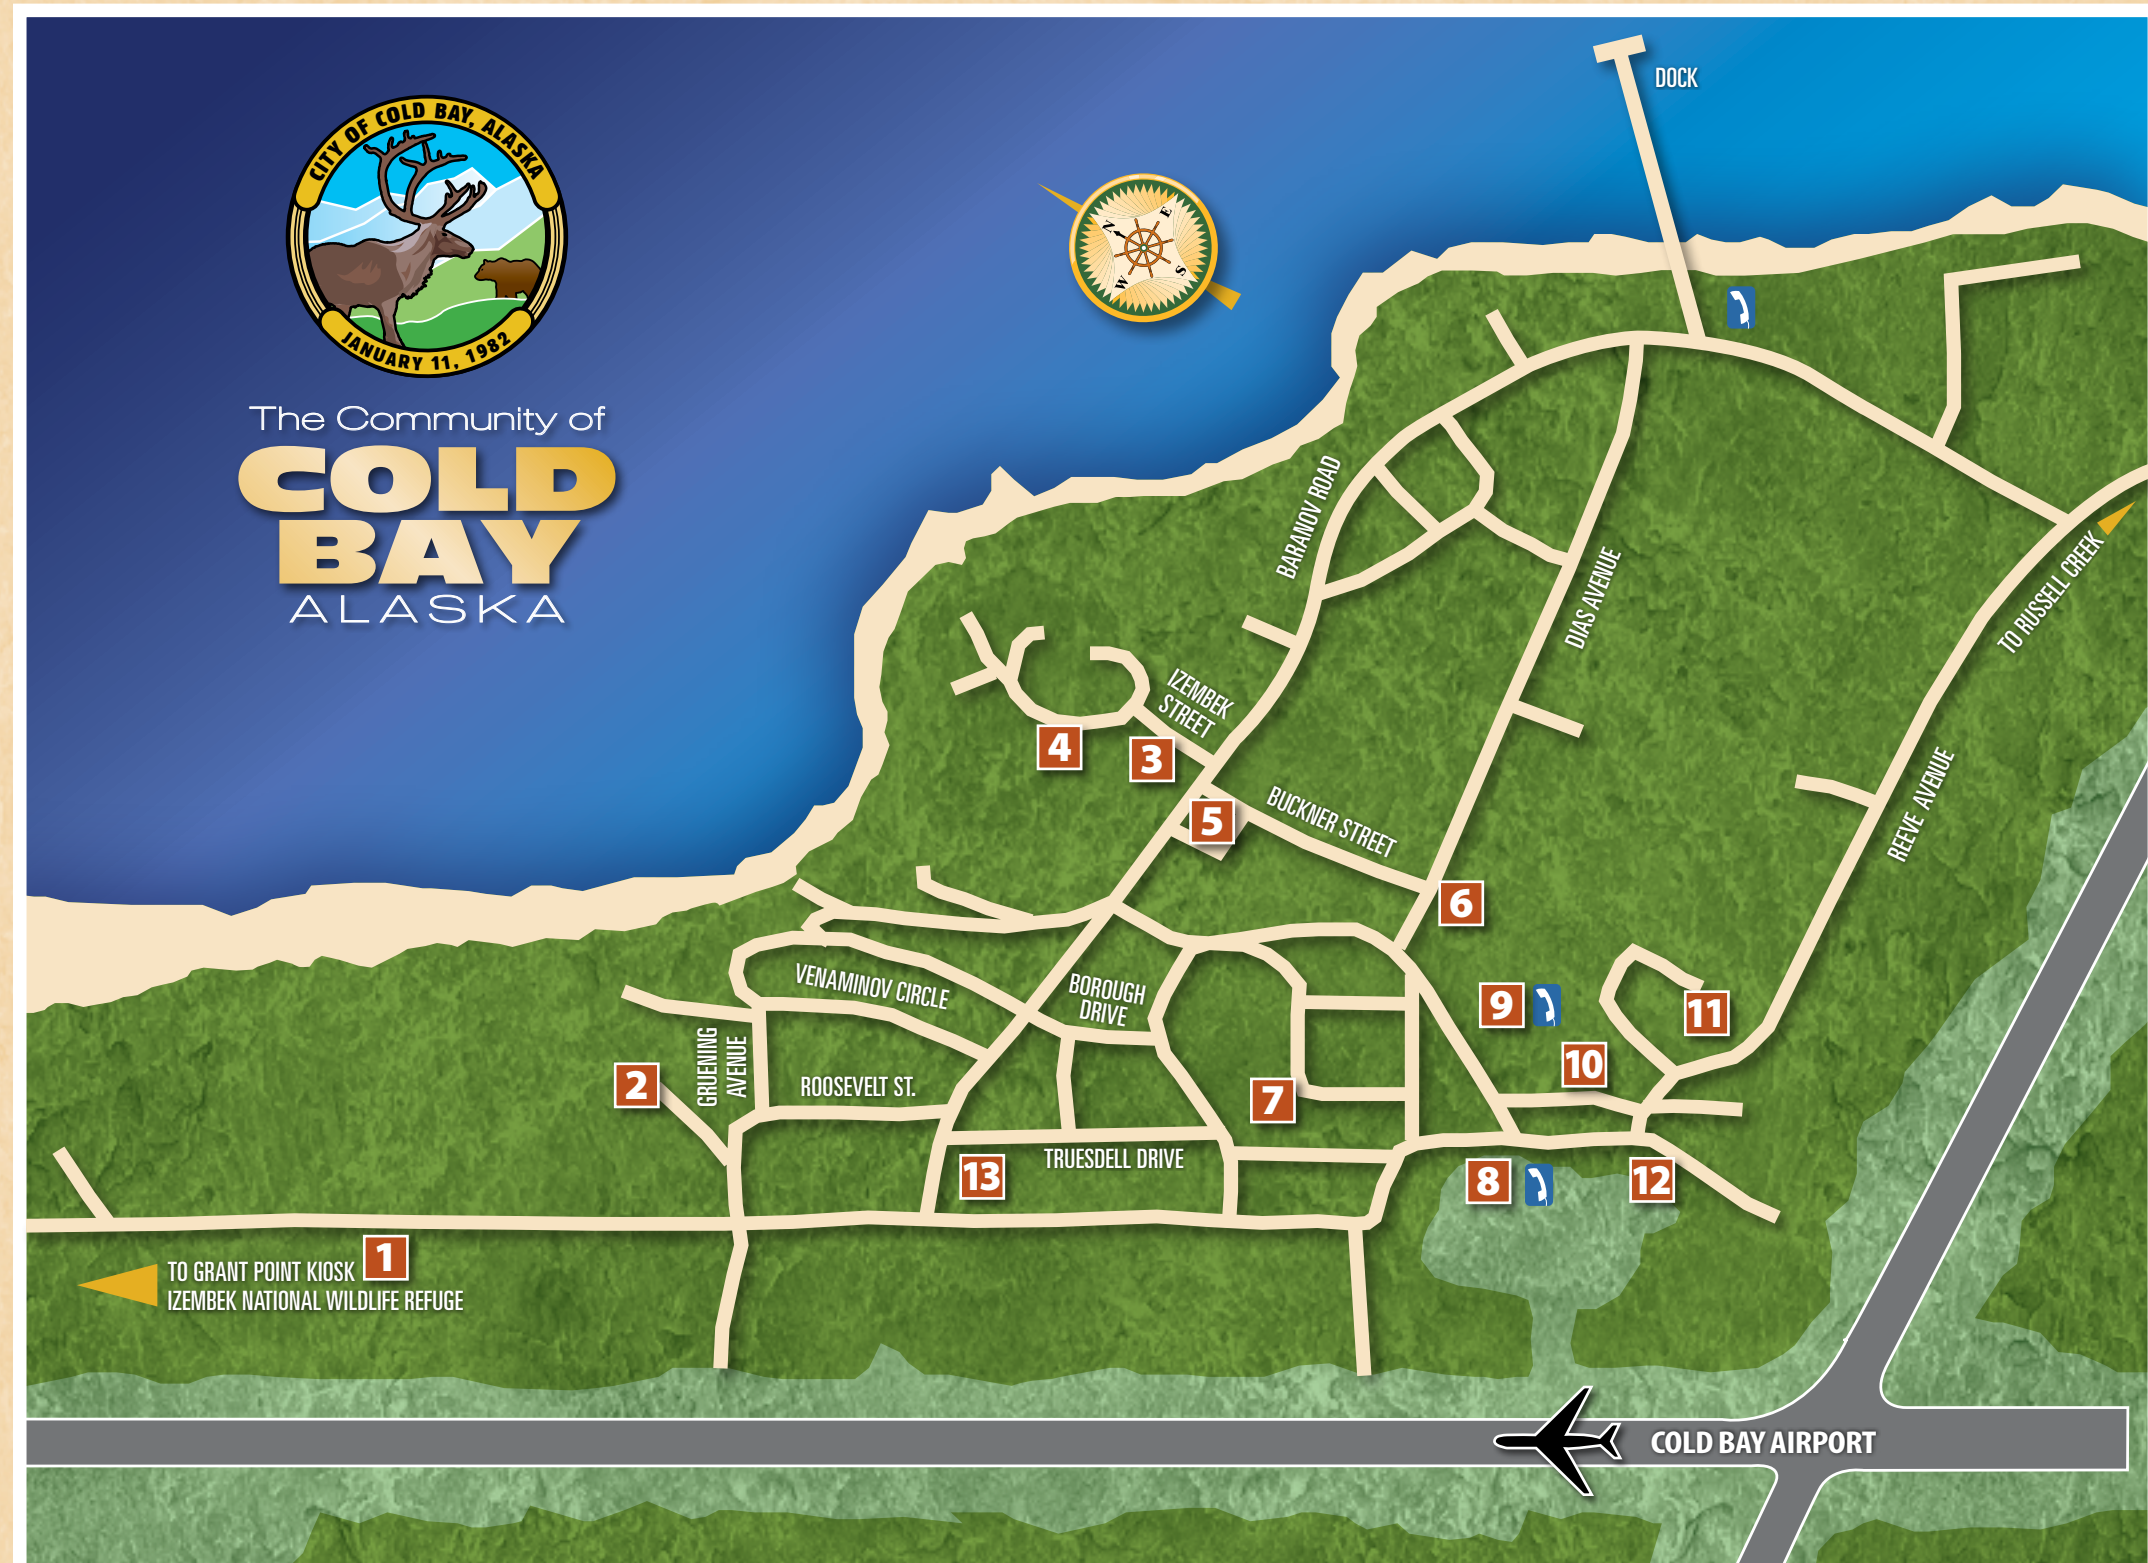 CITY OF COLD BAY, ALASKA
JANUARY 11, 1982
The Community of
COLD
BAY
ALASKA
N
E
S
W
DOCK
BARANOV ROAD
DIAS AVENUE
TO RUSSELL CREEK
REEVE AVENUE
IZEMBEK
STREET
4
3
5
BUCKNER STREET
6
VENAMINOV CIRCLE
BOROUGH
DRIVE
9
11
10
GRUENING
AVENUE
2
ROOSEVELT ST.
7
TRUESDELL DRIVE
13
8
12
1
TO GRANT POINT KIOSK
IZEMBEK NATIONAL WILDLIFE REFUGE
COLD BAY AIRPORT